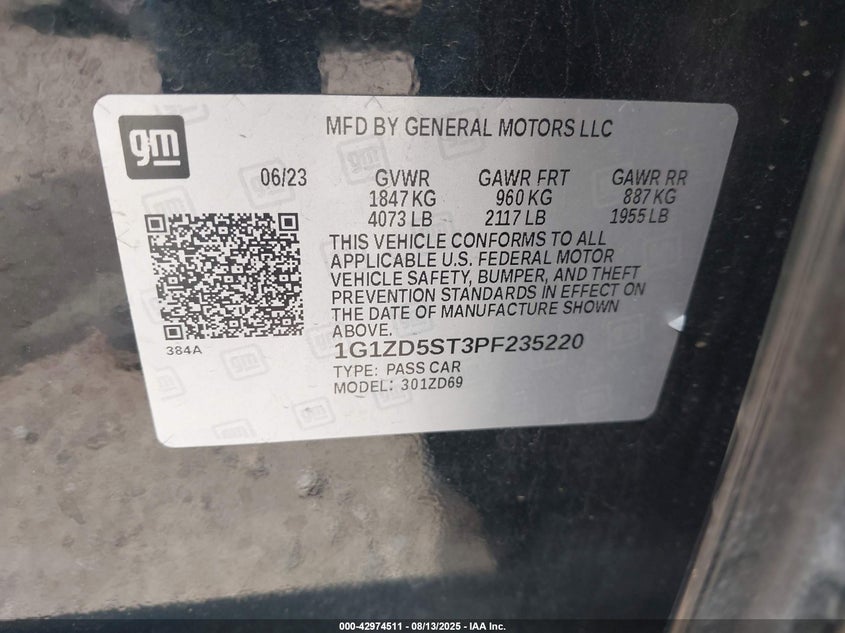 gm
MFD BY GENERAL MOTORS LLC
06/23 GVWR GAWR FRT GAWR RR
1847 KG 960 KG 887 KG
4073 LB 2117 LB 1955 LB
THIS VEHICLE CONFORMS TO ALL
APPLICABLE U.S. FEDERAL MOTOR
VEHICLE SAFETY, BUMPER, AND THEFT
PREVENTION STANDARDS IN EFFECT ON
THE DATE OF MANUFACTURE SHOWN
ABOVE.
384A
1G1ZD5ST3PF235220
TYPE: PASS CAR
MODEL: 301ZD69
000-42974511 - 08/13/2025 - IAA Inc.